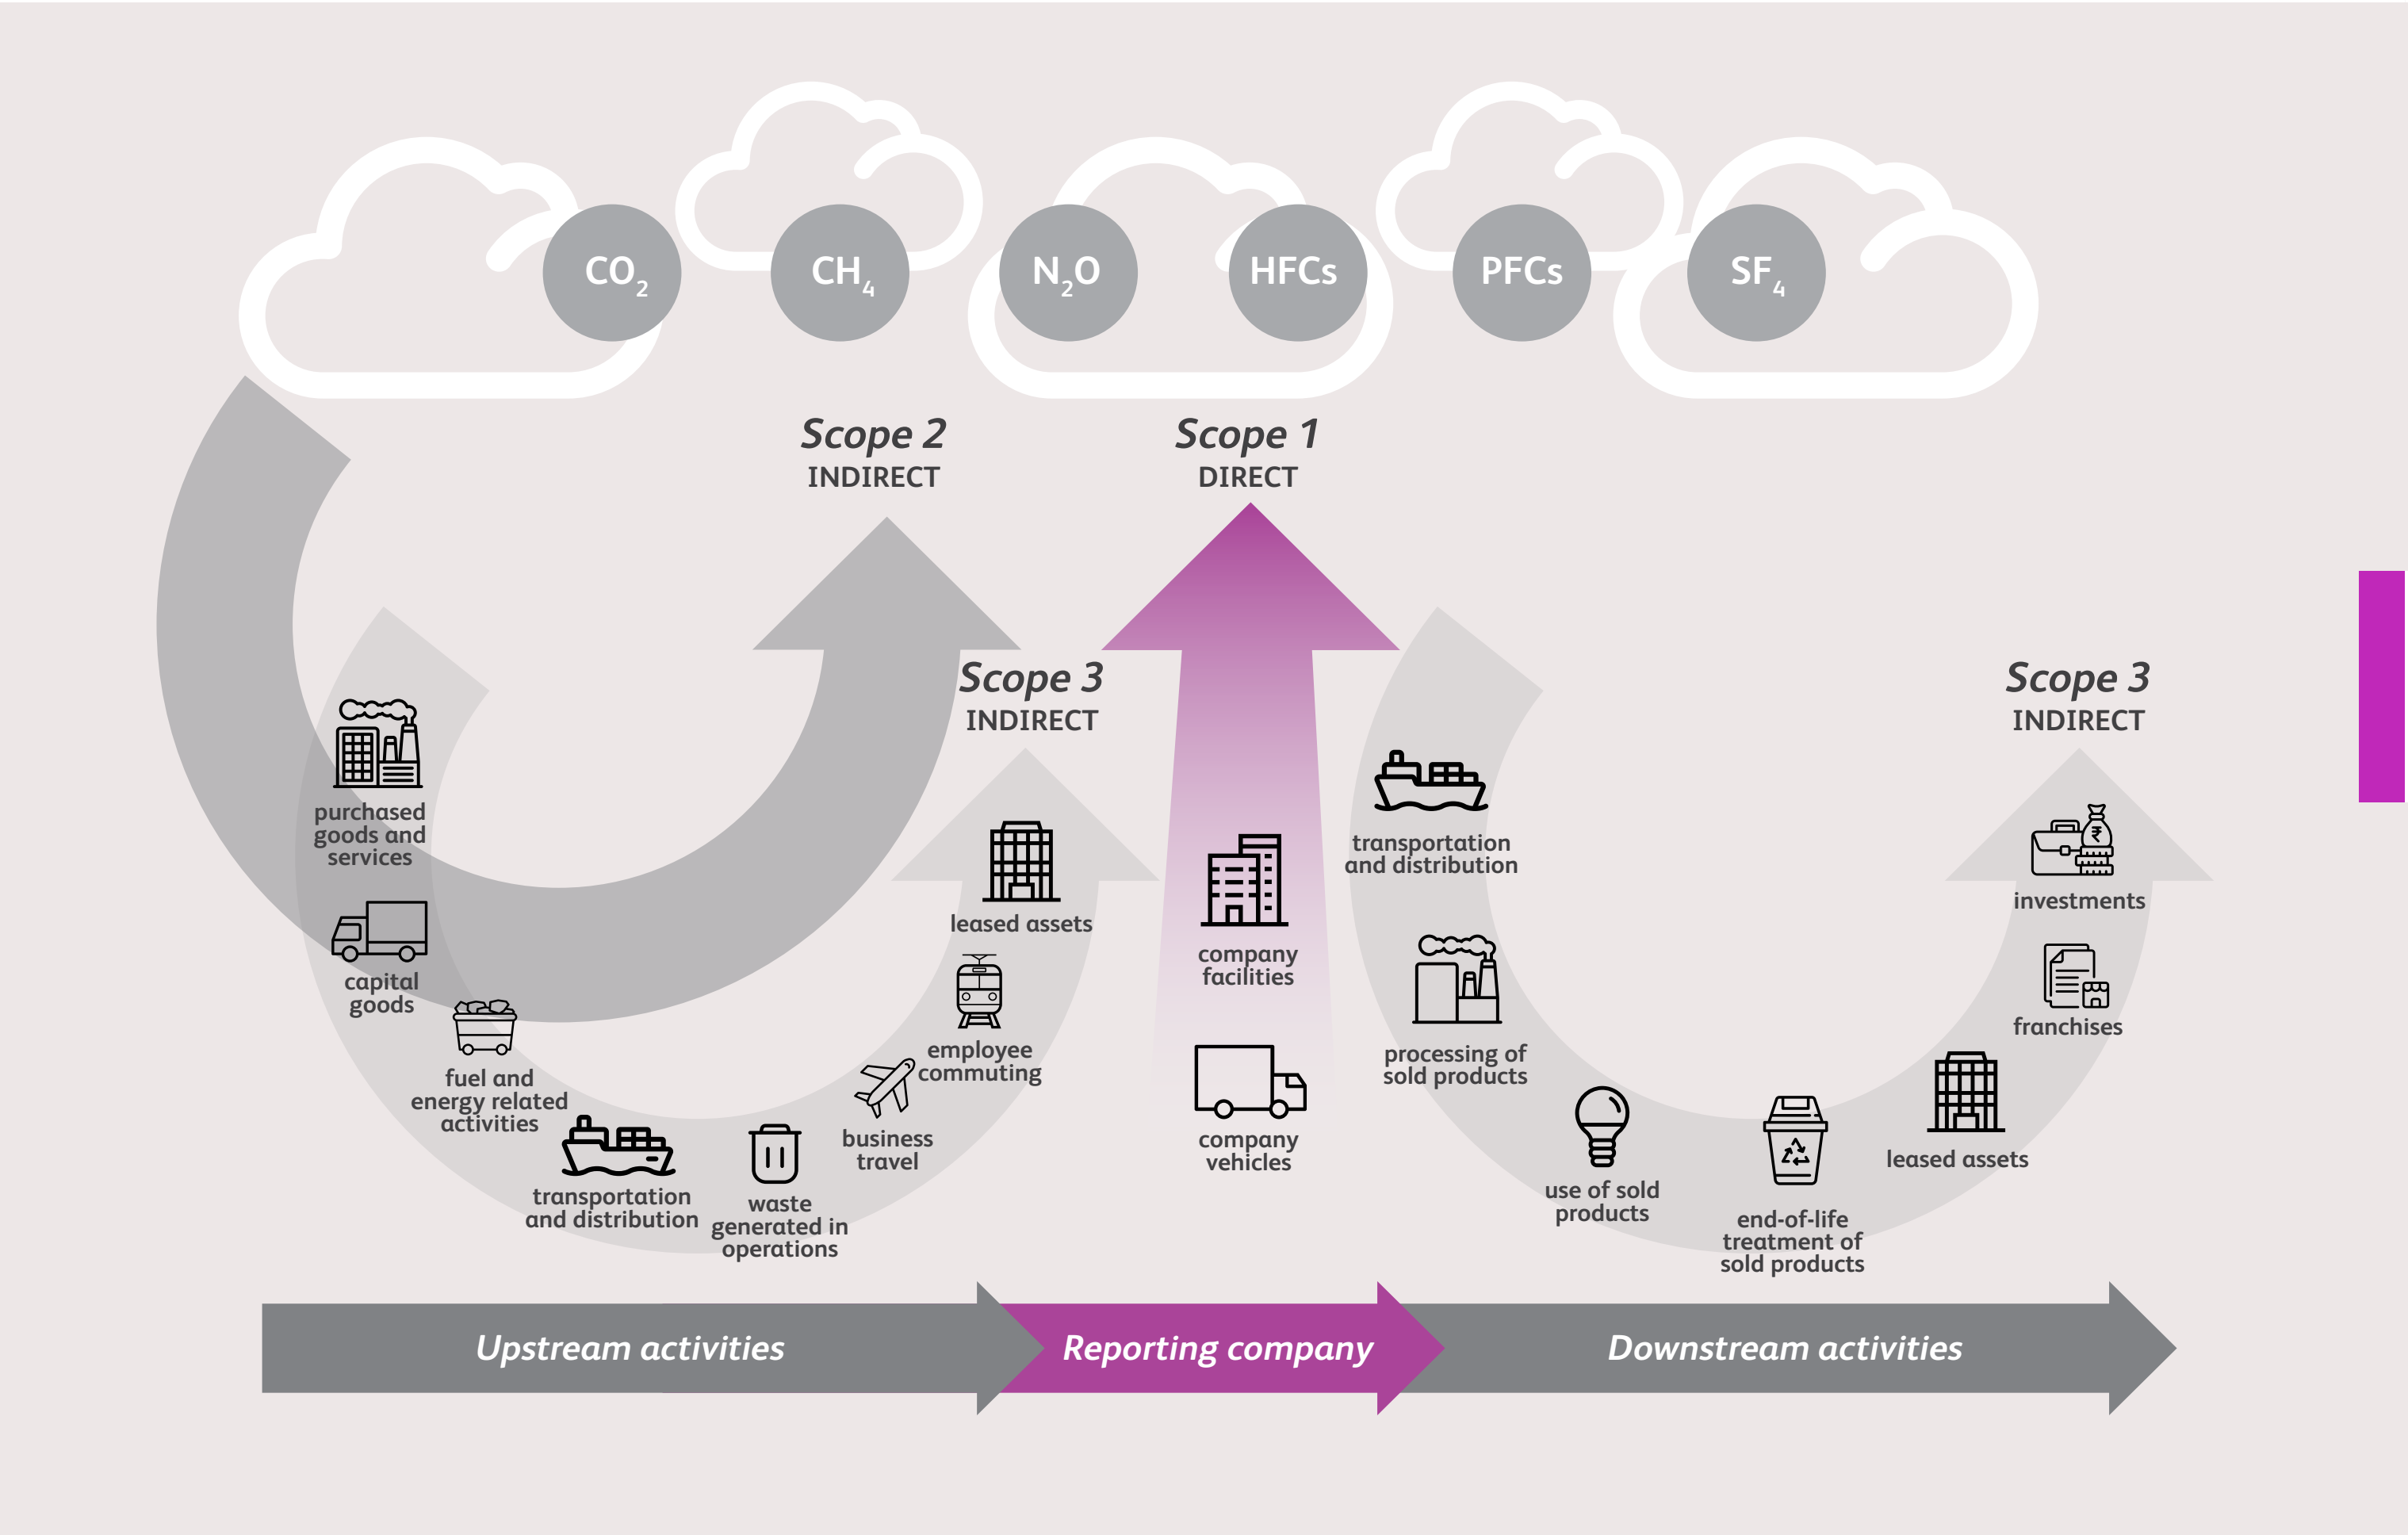 CO₂
CH₄
N₂O
HFCs
PFCs
SF₄
Scope 2
INDIRECT
Scope 1
DIRECT
Scope 3
INDIRECT
Scope 3
INDIRECT
purchased
goods and
services
capital
goods
fuel and
energy related
activities
transportation
and distribution
waste
generated in
operations
business
travel
employee
commuting
leased assets
company
facilities
company
vehicles
transportation
and distribution
processing of
sold products
use of sold
products
end-of-life
treatment of
sold products
leased assets
franchises
₹
investments
Upstream activities
Reporting company
Downstream activities